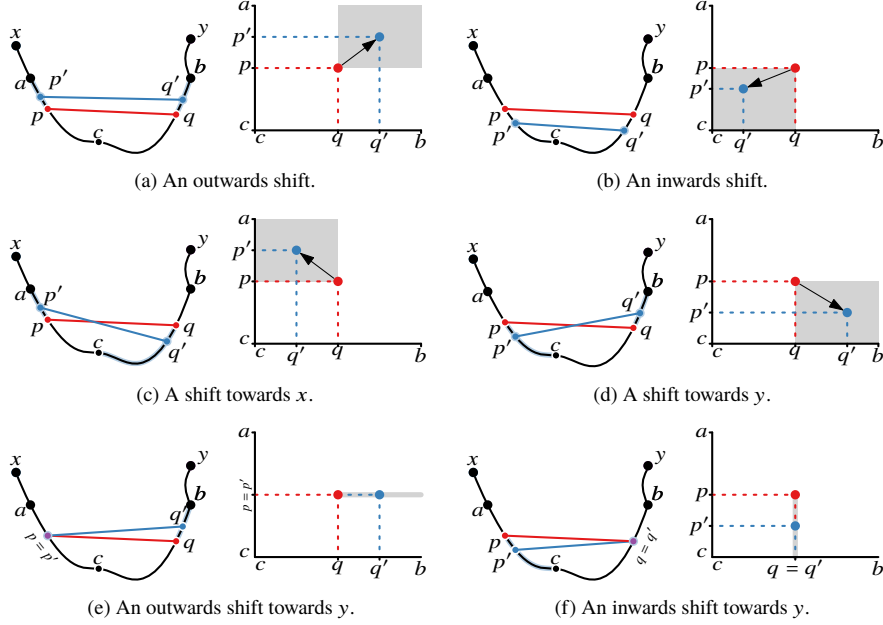 x y a p' q' b p q c
a p' p c q q' b
x y a b p q p' q' c
a p p' c q' q b
(a) An outwards shift.
(b) An inwards shift.
x y a p' b p q c q'
a p' p c q' q b
x y a b q' p q p' c
a p p' c q q' b
(c) A shift towards x.
(d) A shift towards y.
x y a b q' p = p' q c
a p = p' c q q' b
x y a b p p' q = q' c
a p p' c q = q' b
(e) An outwards shift towards y.
(f) An inwards shift towards y.